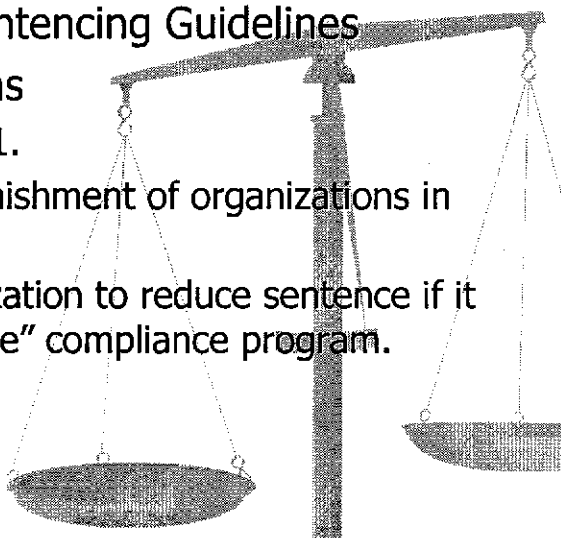 ntencing Guidelines
ns
1.
nishment of organizations in
zation to reduce sentence if it
e” compliance program.